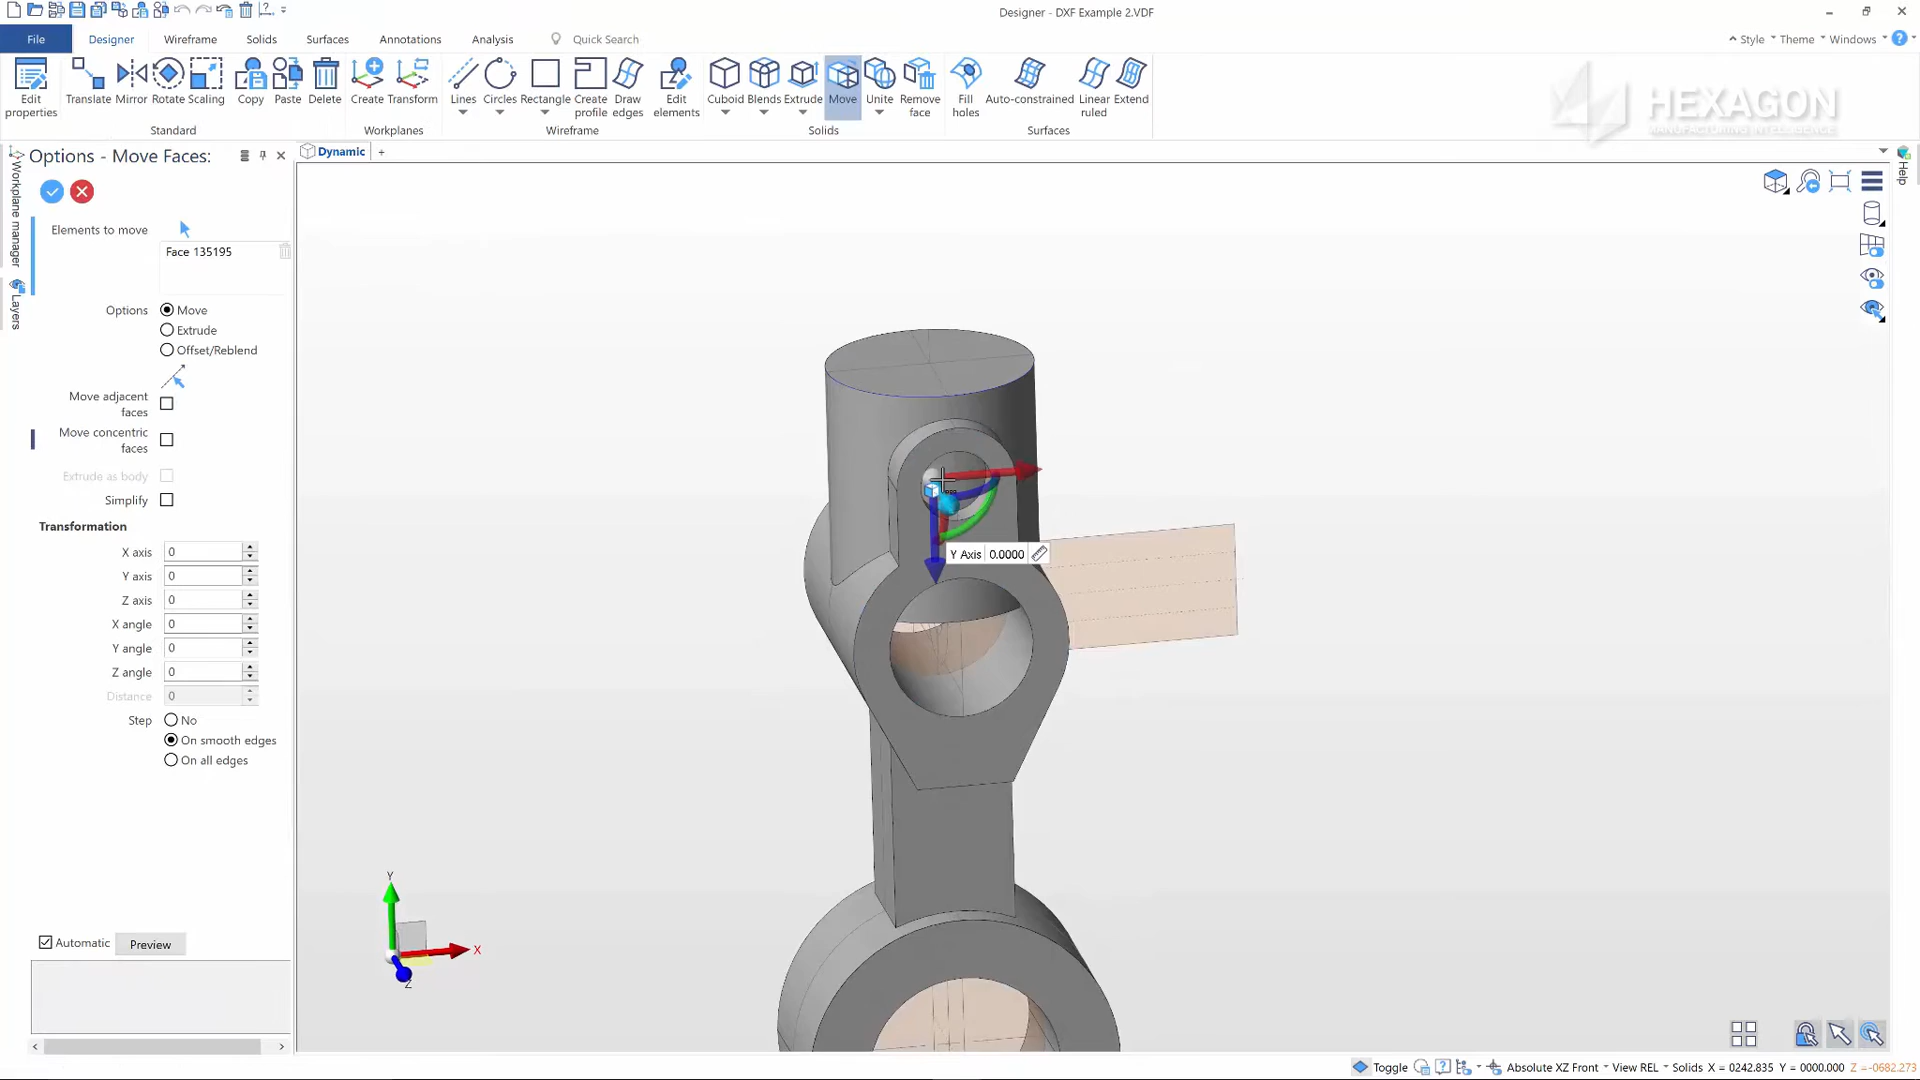 Designer - DXF Example 2.VDF
File Designer Wireframe Solids Surfaces Annotations Analysis Quick Search Style Theme Windows
Edit properties Translate Mirror Rotate Scaling Copy Paste Delete Create Transform Lines Circles Rectangle Create profile Draw edges Edit elements Cuboid Blends Extrude Move Unite Remove face Fill holes Auto-constrained Linear ruled Extend
Standard Workplanes Wireframe Solids Surfaces
HEXAGON
MANUFACTURING INTELLIGENCE
Options - Move Faces:
Dynamic +
Workplane manager
Layers
Help
Elements to move
Face 135195
Options Move
Extrude
Offset/Reblend
Move adjacent faces
Move concentric faces
Extrude as body
Simplify
Transformation
X axis 0
Y axis 0
Z axis 0
X angle 0
Y angle 0
Z angle 0
Distance 0
Step No
On smooth edges
On all edges
Y Axis 0.0000
Y
X
Z
Automatic Preview
Toggle Absolute XZ Front View REL Solids X = 0242.835 Y = 0000.000 Z =-0682.273